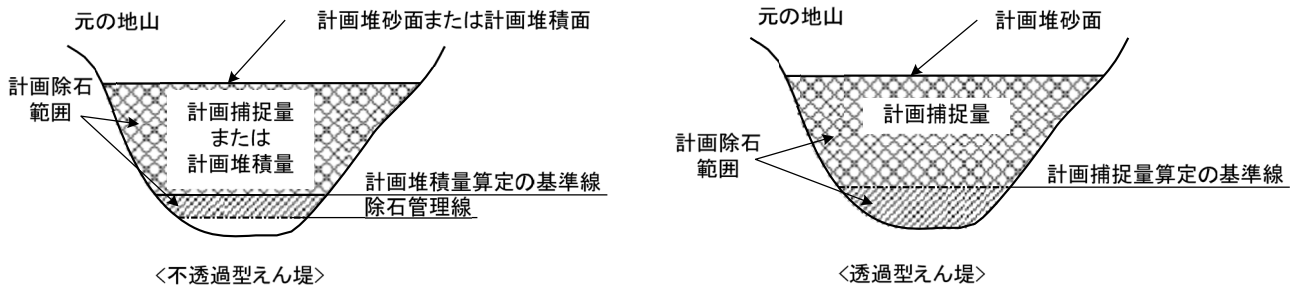 元の地山
計画堆砂面または計画堆積面
計画除石
範囲
計画捕捉量
または
計画堆積量
計画堆積量算定の基準線
除石管理線
<不透過型えん堤>
元の地山
計画堆砂面
計画捕捉量
計画除石
範囲
計画捕捉量算定の基準線
<透過型えん堤>